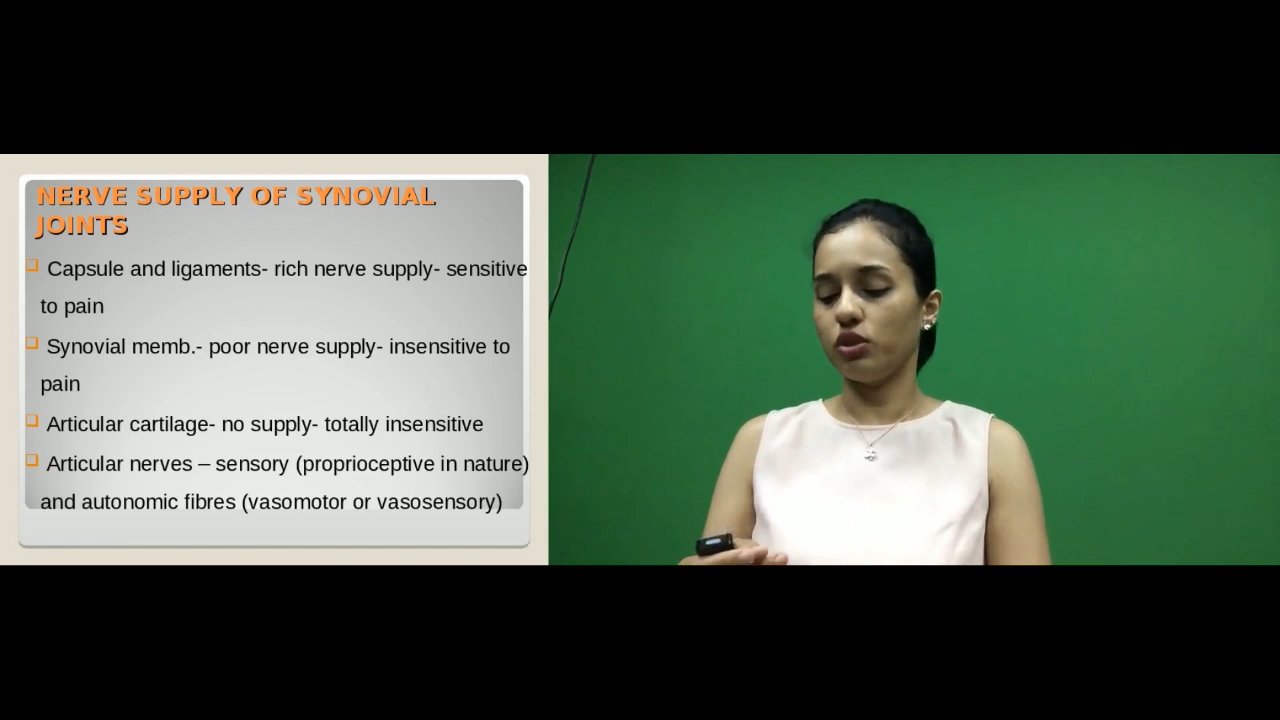 NERVE SUPPLY OF SYNOVIAL
JOINTS
Capsule and ligaments- rich nerve supply- sensitive
to pain
Synovial memb.- poor nerve supply- insensitive to
pain
Articular cartilage- no supply- totally insensitive
Articular nerves – sensory (proprioceptive in nature)
and autonomic fibres (vasomotor or vasosensory)